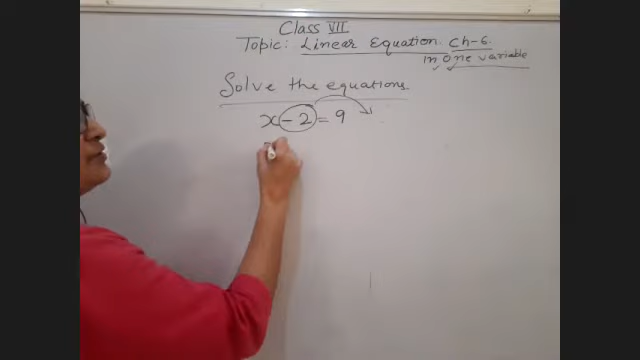 Class VII
Topic: Linear Equation. Ch-6.
in One variable
Solve the equations
x - 2 = 9